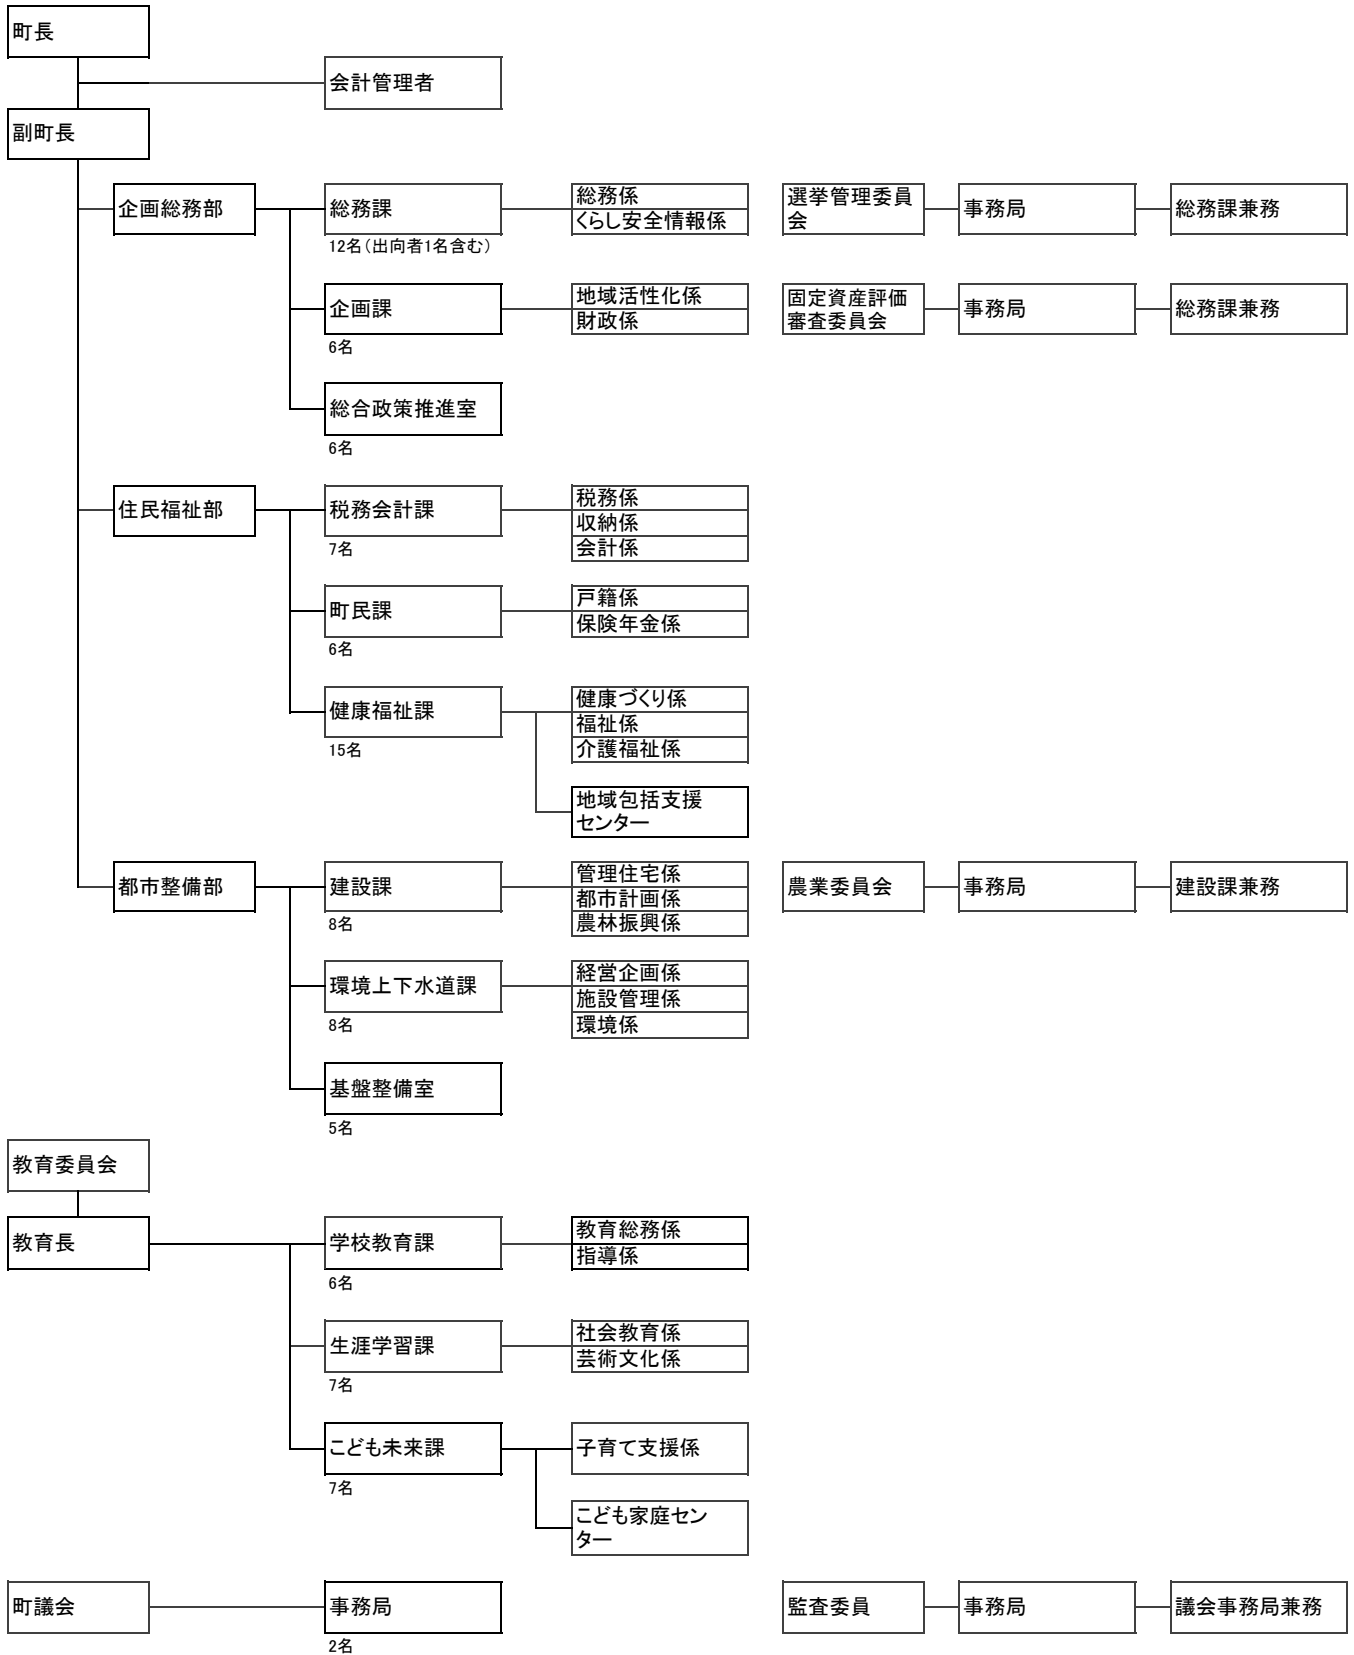 町長
会計管理者
副町長
企画総務部
総務課
12名(出向者1名含む)
総務係
くらし安全情報係
選挙管理委員
会
事務局
総務課兼務
企画課
6名
地域活性化係
財政係
固定資産評価
審査委員会
事務局
総務課兼務
総合政策推進室
6名
住民福祉部
税務会計課
7名
税務係
収納係
会計係
町民課
6名
戸籍係
保険年金係
健康福祉課
15名
健康づくり係
福祉係
介護福祉係
地域包括支援
センター
都市整備部
建設課
8名
管理住宅係
都市計画係
農林振興係
農業委員会
事務局
建設課兼務
環境上下水道課
8名
経営企画係
施設管理係
環境係
基盤整備室
5名
教育委員会
教育長
学校教育課
6名
教育総務係
指導係
生涯学習課
7名
社会教育係
芸術文化係
こども未来課
7名
子育て支援係
こども家庭セン
ター
町議会
事務局
2名
監査委員
事務局
議会事務局兼務